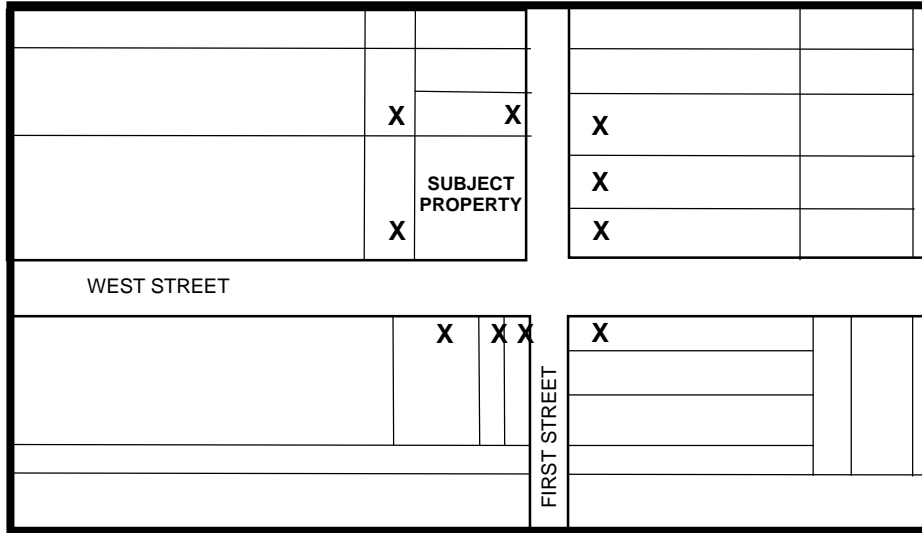 X X
X
SUBJECT
PROPERTY
X
X
X
WEST STREET
X X X
X
FIRST STREET